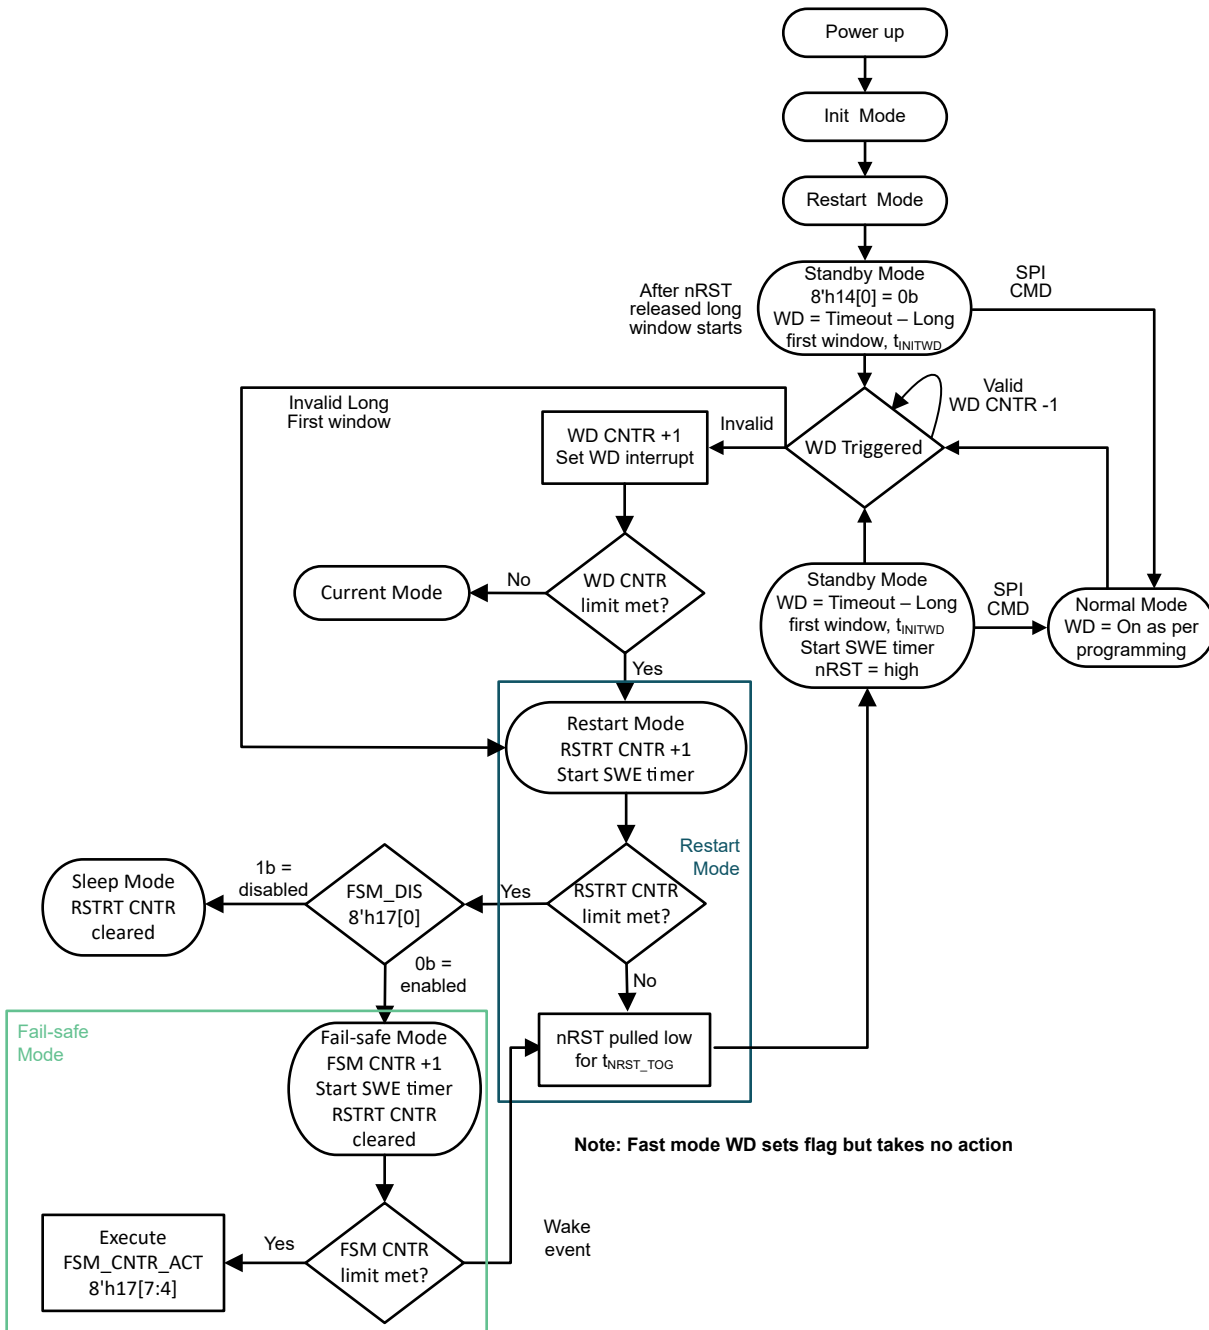 Power up
Init Mode
Restart Mode
Standby Mode
8'h14[0] = 0b
WD = Timeout – Long
first window, tINITWD
After nRST
released long
window starts
SPI
CMD
Invalid Long
First window
WD CNTR +1
Set WD interrupt
Invalid
WD Triggered
Valid
WD CNTR -1
Current Mode
No
WD CNTR
limit met?
Yes
Standby Mode
WD = Timeout – Long
first window, tINITWD
Start SWE timer
nRST = high
SPI
CMD
Normal Mode
WD = On as per
programming
Restart Mode
RSTRT CNTR +1
Start SWE timer
Restart
Mode
Sleep Mode
RSTRT CNTR
cleared
1b =
disabled
FSM_DIS
8'h17[0]
Yes
RSTRT CNTR
limit met?
0b =
enabled
No
Fail-safe
Mode
Fail-safe Mode
FSM CNTR +1
Start SWE timer
RSTRT CNTR
cleared
nRST pulled low
for tNRST_TOG
Note: Fast mode WD sets flag but takes no action
Execute
FSM_CNTR_ACT
8'h17[7:4]
Yes
FSM CNTR
limit met?
Wake
event